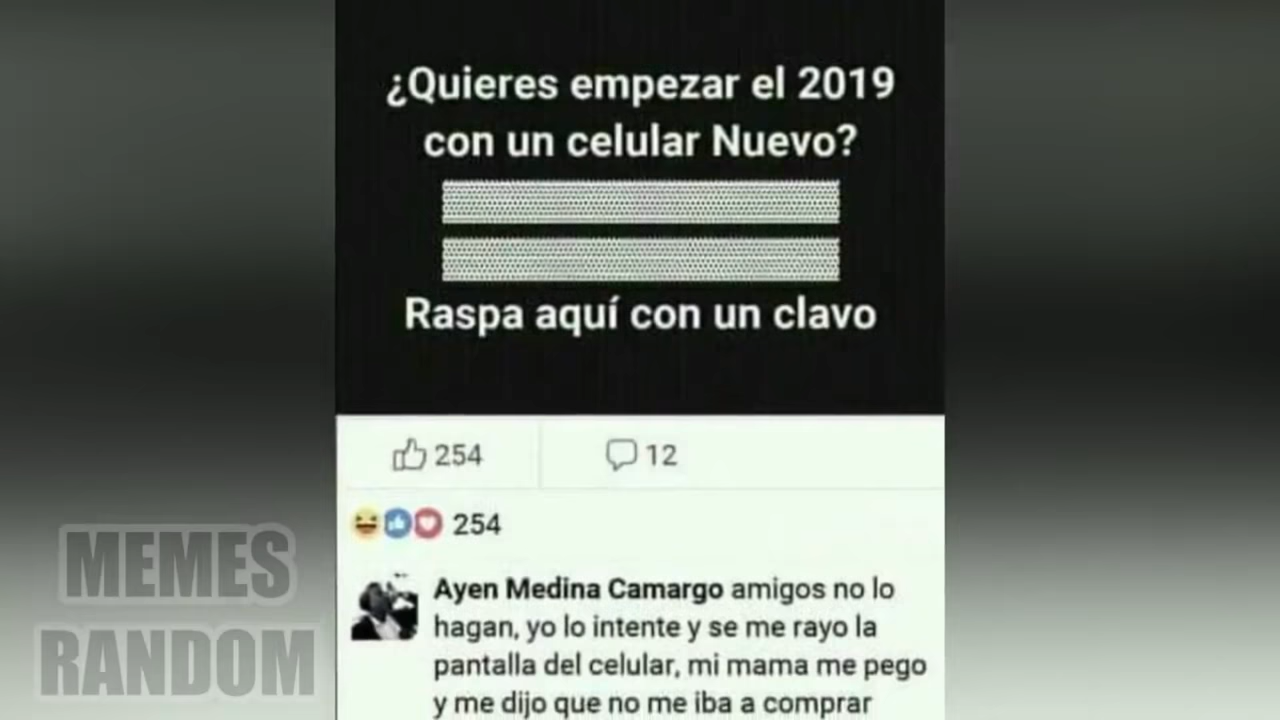 ¿Quieres empezar el 2019
con un celular Nuevo?
Raspa aquí con un clavo
254
12
254
Ayen Medina Camargo amigos no lo
hagan, yo lo intente y se me rayo la
pantalla del celular, mi mama me pego
y me dijo que no me iba a comprar
MEMES
RANDOM